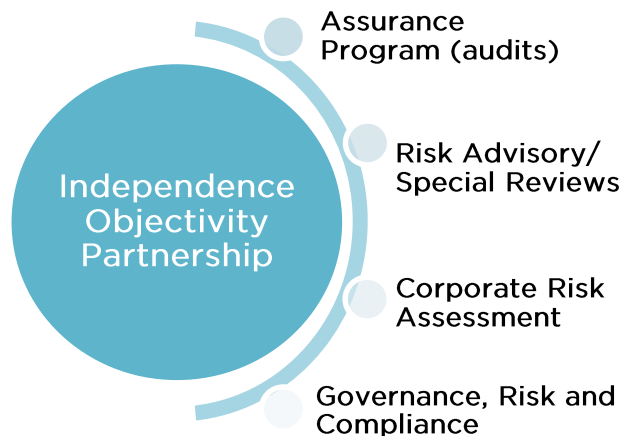 Assurance
Program (audits)
Risk Advisory/
Special Reviews
Independence
Objectivity
Partnership
Corporate Risk
Assessment
Governance, Risk and
Compliance